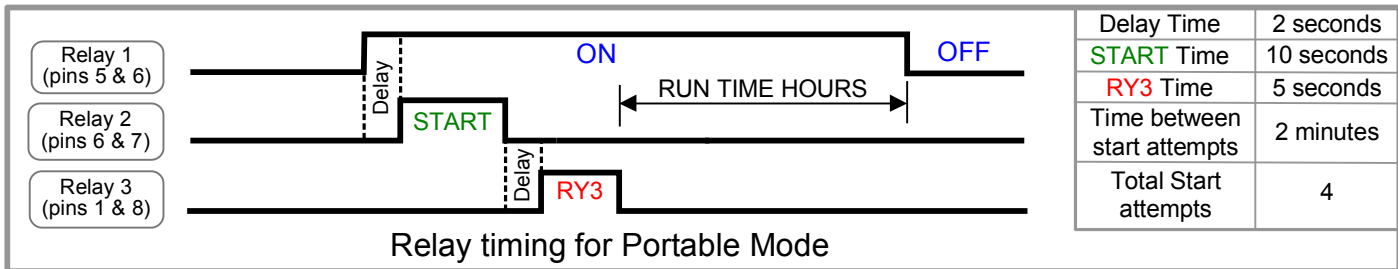 Relay 1
(pins 5 & 6)
Relay 2
(pins 6 & 7)
Relay 3
(pins 1 & 8)
Delay
ON
OFF
START
RUN TIME HOURS
Delay
RY3
Relay timing for Portable Mode
Delay Time 2 seconds
START Time 10 seconds
RY3 Time 5 seconds
Time between
start attempts 2 minutes
Total Start
attempts 4